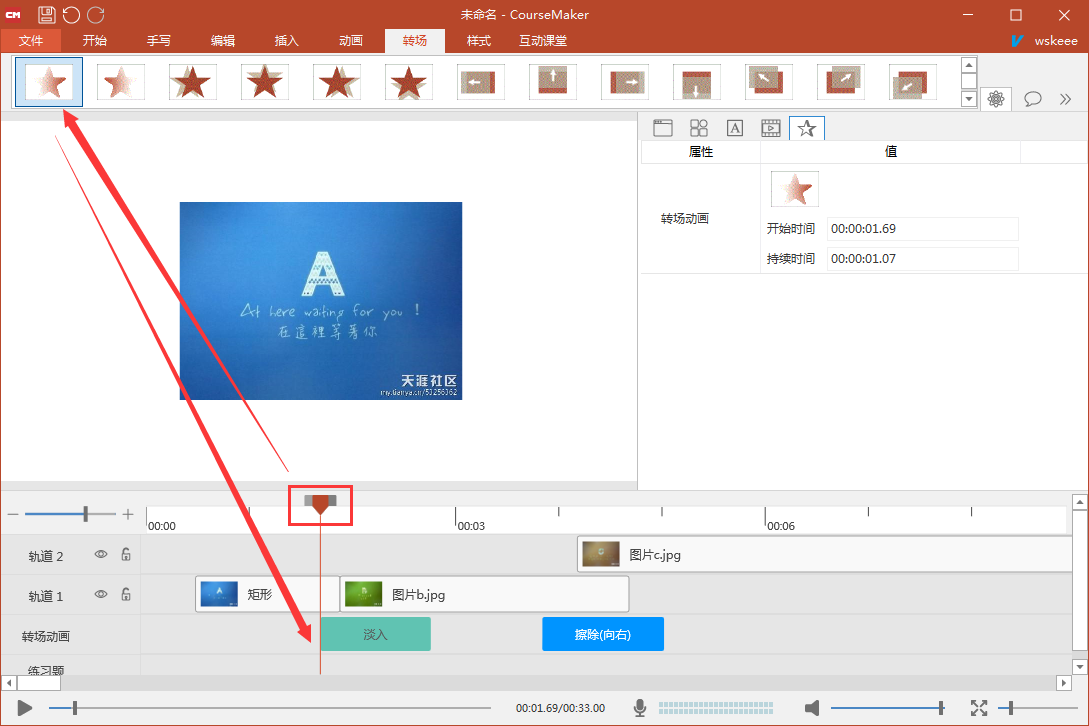 CM
未命名 - CourseMaker
文件 开始 手写 编辑 插入 动画 转场 样式 互动课堂
wskeee
A
属性 值
转场动画
开始时间 00:00:01.69
持续时间 00:00:01.07
A
At here waiting for you !
在這裡等著你
天涯社区
my.tianya.cn/53256362
00:00 00:03 00:06
轨道 2 图片c.jpg
轨道 1 矩形 图片b.jpg
转场动画 淡入 擦除(向右)
练习题
00:00:01.69/00:33.00